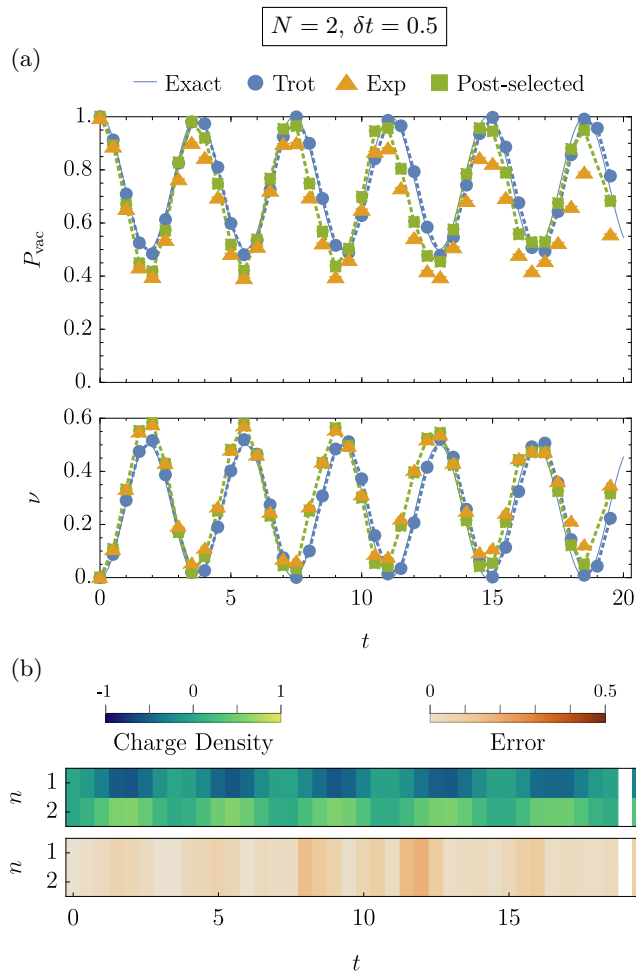 N = 2, δt = 0.5
(a)
Exact Trot Exp Post-selected
1.
0.8
0.6
0.4
0.2
0.
P_vac
0.6
0.4
0.2
0.
ν
0 5 10 15 20
t
(b)
-1 0 1
Charge Density
0 0.5
Error
n
1
2
n
1
2
0 5 10 15
t